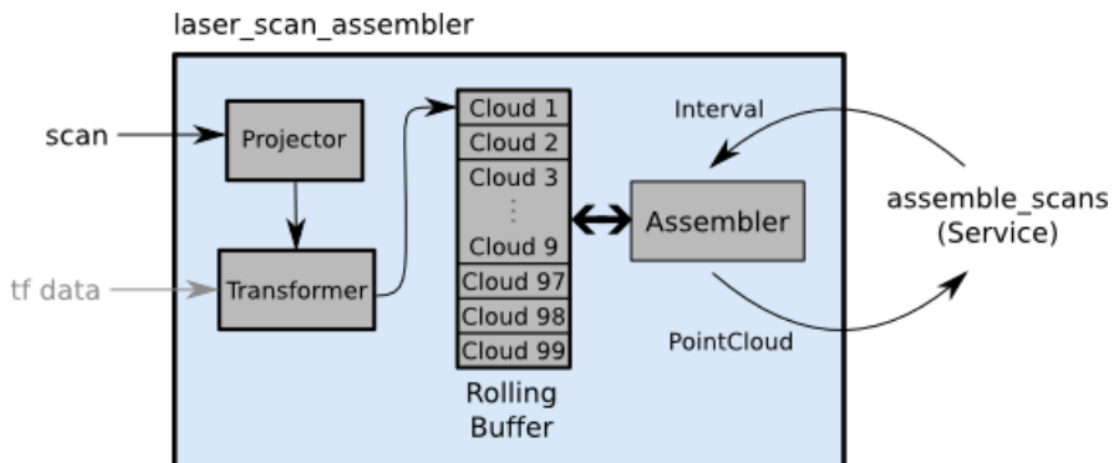 laser_scan_assembler
scan
Projector
tf data
Transformer
Cloud 1
Cloud 2
Cloud 3
Cloud 9
Cloud 97
Cloud 98
Cloud 99
Rolling
Buffer
Interval
Assembler
PointCloud
assemble_scans
(Service)